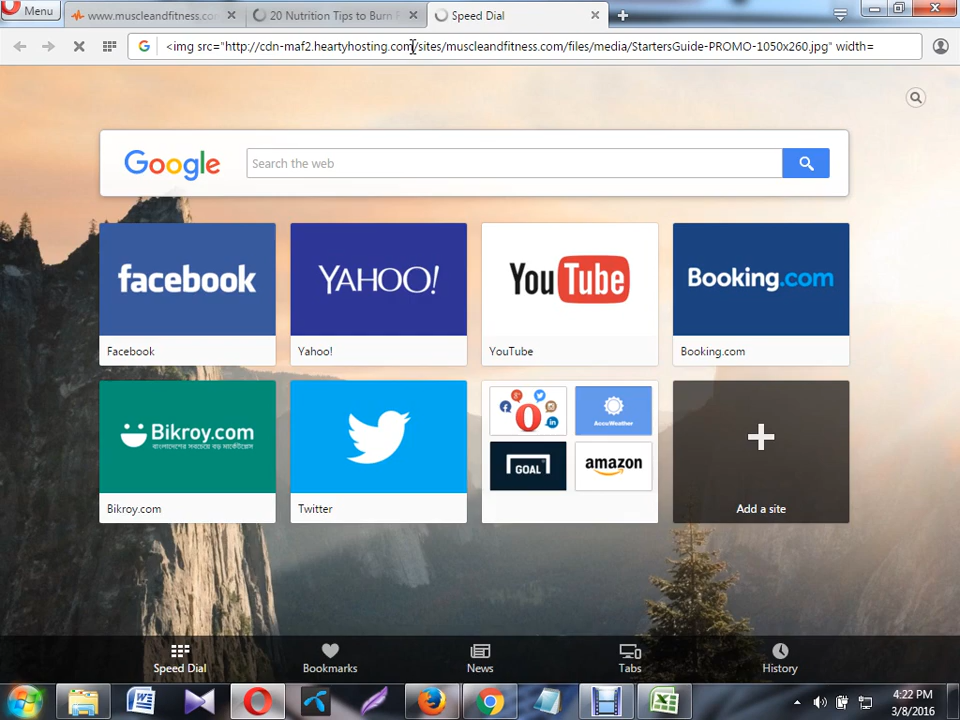 Menu
www.muscleandfitness.co
20 Nutrition Tips to Burn F
Speed Dial
<img src="http://cdn-maf2.heartyhosting.com/sites/muscleandfitness.com/files/media/StartersGuide-PROMO-1050x260.jpg" width=
Google
Search the web
facebook
YAHOO!
YouTube
Booking.com
Facebook
Yahoo!
YouTube
Booking.com
Bikroy.com
AccuWeather
GOAL
amazon
Bikroy.com
Twitter
Add a site
Speed Dial
Bookmarks
News
Tabs
History
4:22 PM
3/8/2016